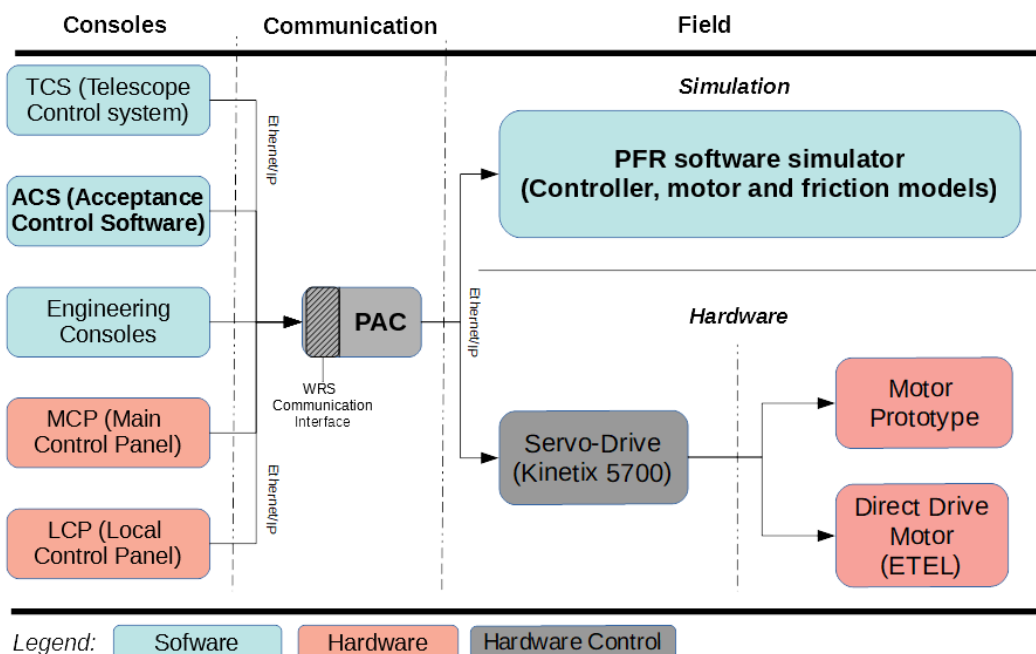 Consoles
Communication
Field
TCS (Telescope
Control system)
ACS (Acceptance
Control Software)
Engineering
Consoles
MCP (Main
Control Panel)
LCP (Local
Control Panel)
Ethernet/IP
Ethernet/IP
PAC
WRS
Communication
Interface
Ethernet/IP
Simulation
PFR software simulator
(Controller, motor and friction models)
Hardware
Servo-Drive
(Kinetix 5700)
Motor
Prototype
Direct Drive
Motor
(ETEL)
Legend:
Sofware
Hardware
Hardware Control